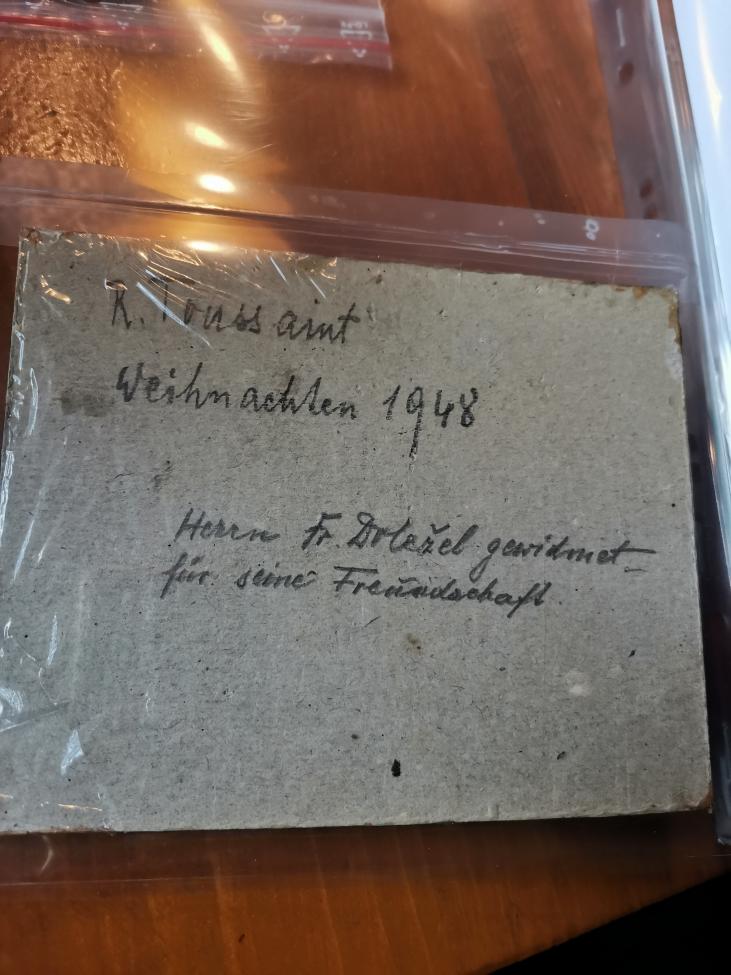 R. Toussaint
Weihnachten 1948
Herrn Fr. Doležel gewidmet
für seine Freundschaft